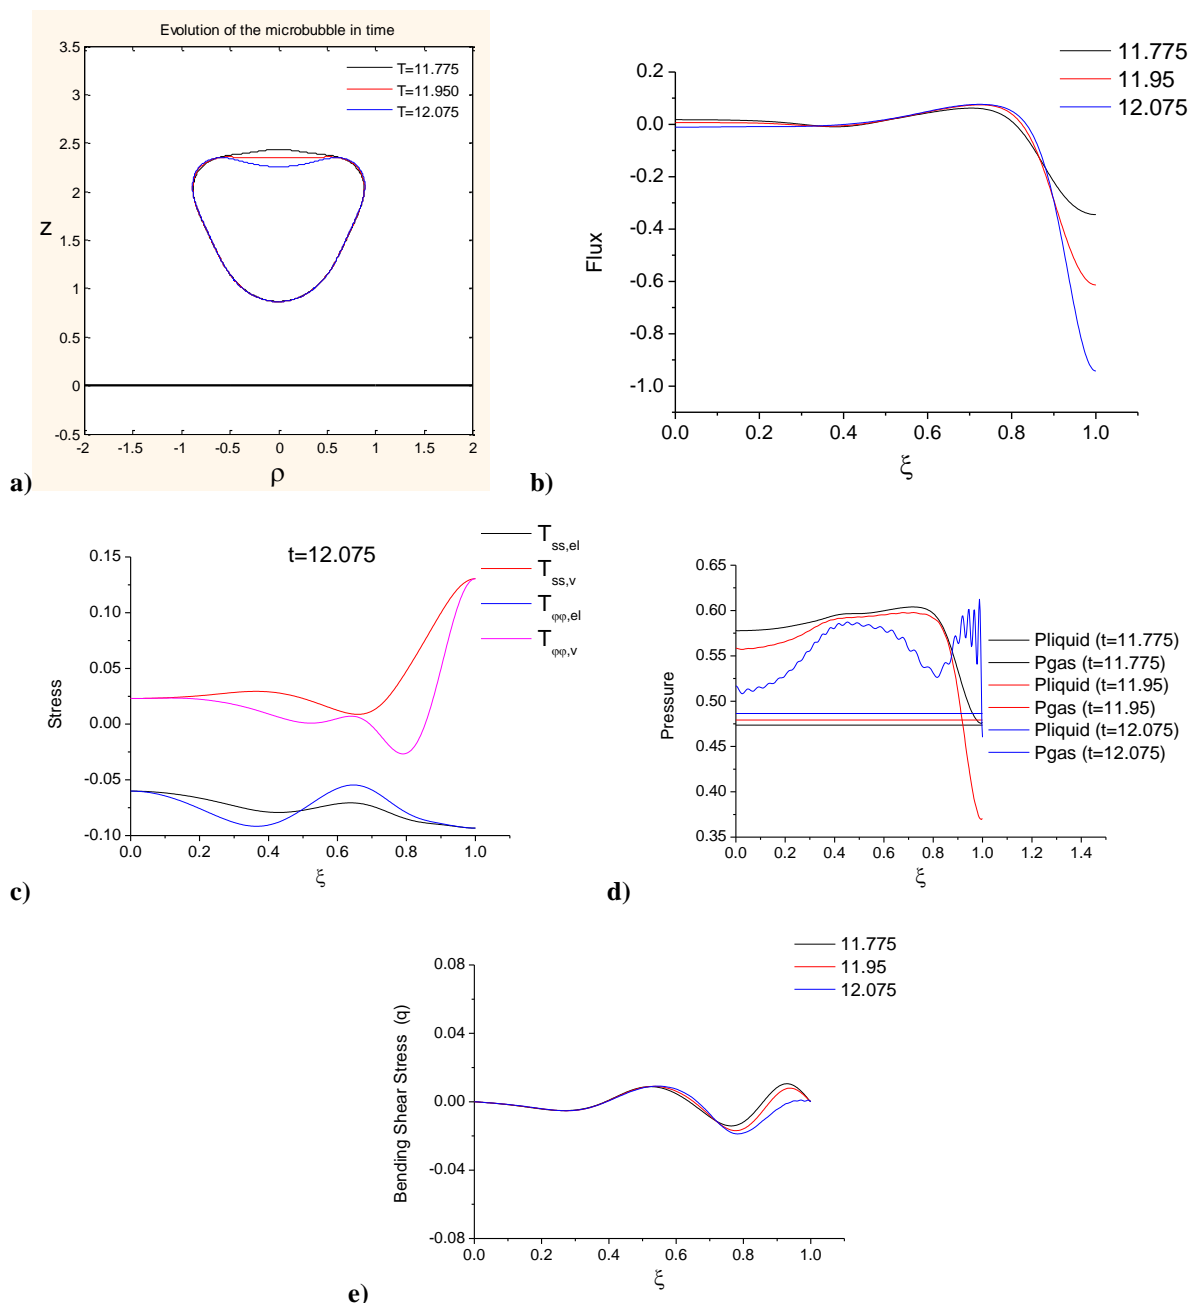 Evolution of the microbubble in time
3.5
3
2.5
2
1.5
1
0.5
0
-0.5
z
T=11.775
T=11.950
T=12.075
-2
-1.5
-1
-0.5
0
0.5
1
1.5
2
ρ
a)
11.775
11.95
12.075
0.2
0.0
-0.2
-0.4
-0.6
-0.8
-1.0
Flux
0.0
0.2
0.4
0.6
0.8
1.0
ξ
b)
t=12.075
T ss,el
T ss,v
T φφ,el
T φφ,v
0.15
0.10
0.05
0.00
-0.05
-0.10
Stress
0.0
0.2
0.4
0.6
0.8
1.0
ξ
c)
0.65
0.60
0.55
0.50
0.45
0.40
0.35
Pressure
Pliquid (t=11.775)
Pgas (t=11.775)
Pliquid (t=11.95)
Pgas (t=11.95)
Pliquid (t=12.075)
Pgas (t=12.075)
0.0
0.2
0.4
0.6
0.8
1.0
1.2
1.4
ξ
d)
11.775
11.95
12.075
0.08
0.04
0.00
-0.04
-0.08
Bending Shear Stress (q)
0.0
0.2
0.4
0.6
0.8
1.0
ξ
e)